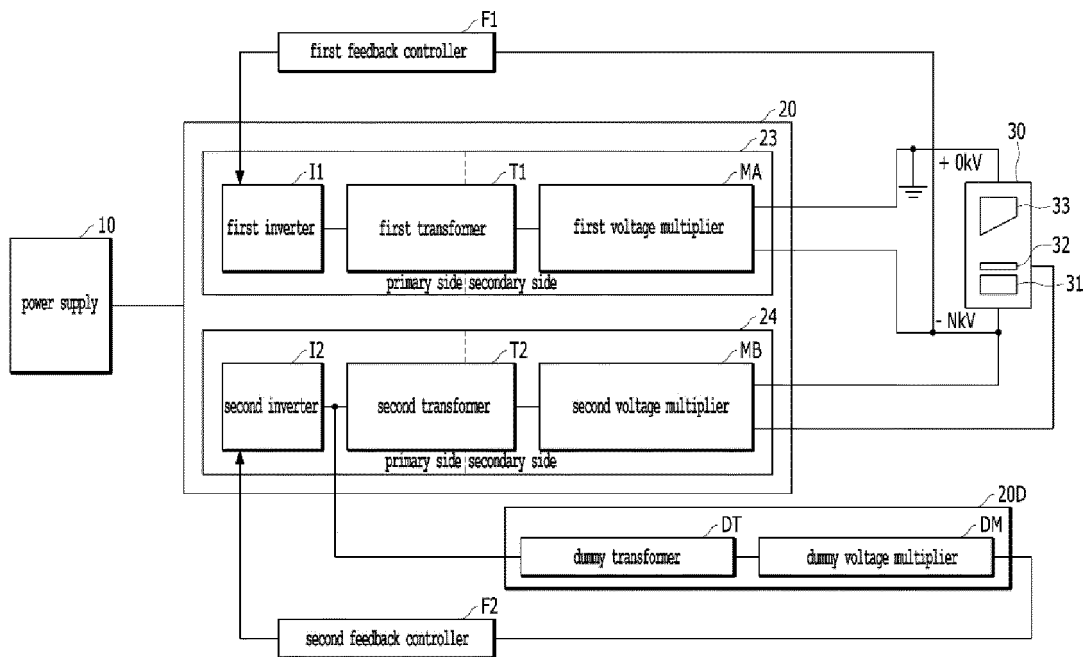 F1
first feedback controller
20
23
I1
T1
MA
+ 0kV
30
first inverter
first transformer
first voltage multiplier
33
10
32
power supply
primary side
secondary side
31
- NkV
24
I2
T2
MB
second inverter
second transformer
second voltage multiplier
primary side
secondary side
20D
DT
DM
dummy transformer
dummy voltage multiplier
F2
second feedback controller